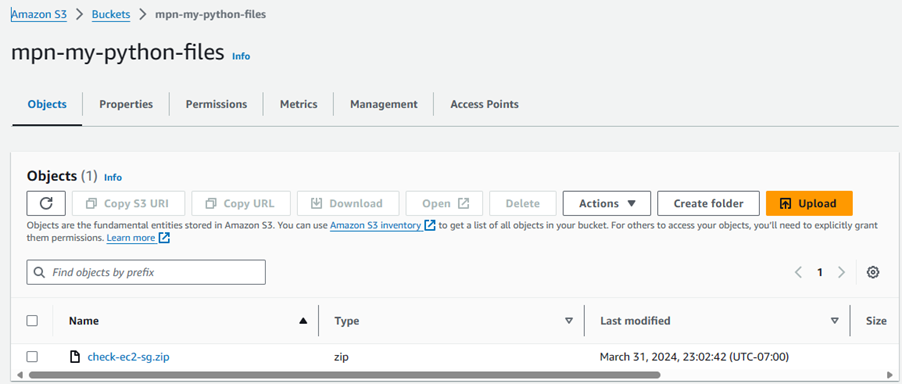 Amazon S3 > Buckets > mpn-my-python-files
mpn-my-python-files Info
Objects Properties Permissions Metrics Management Access Points
Objects (1) Info
Copy S3 URI Copy URL Download Open Delete Actions Create folder Upload
Objects are the fundamental entities stored in Amazon S3. You can use Amazon S3 inventory to get a list of all objects in your bucket. For others to access your objects, you'll need to explicitly grant
them permissions. Learn more
Find objects by prefix
1
Name Type Last modified Size
check-ec2-sg.zip zip March 31, 2024, 23:02:42 (UTC-07:00)